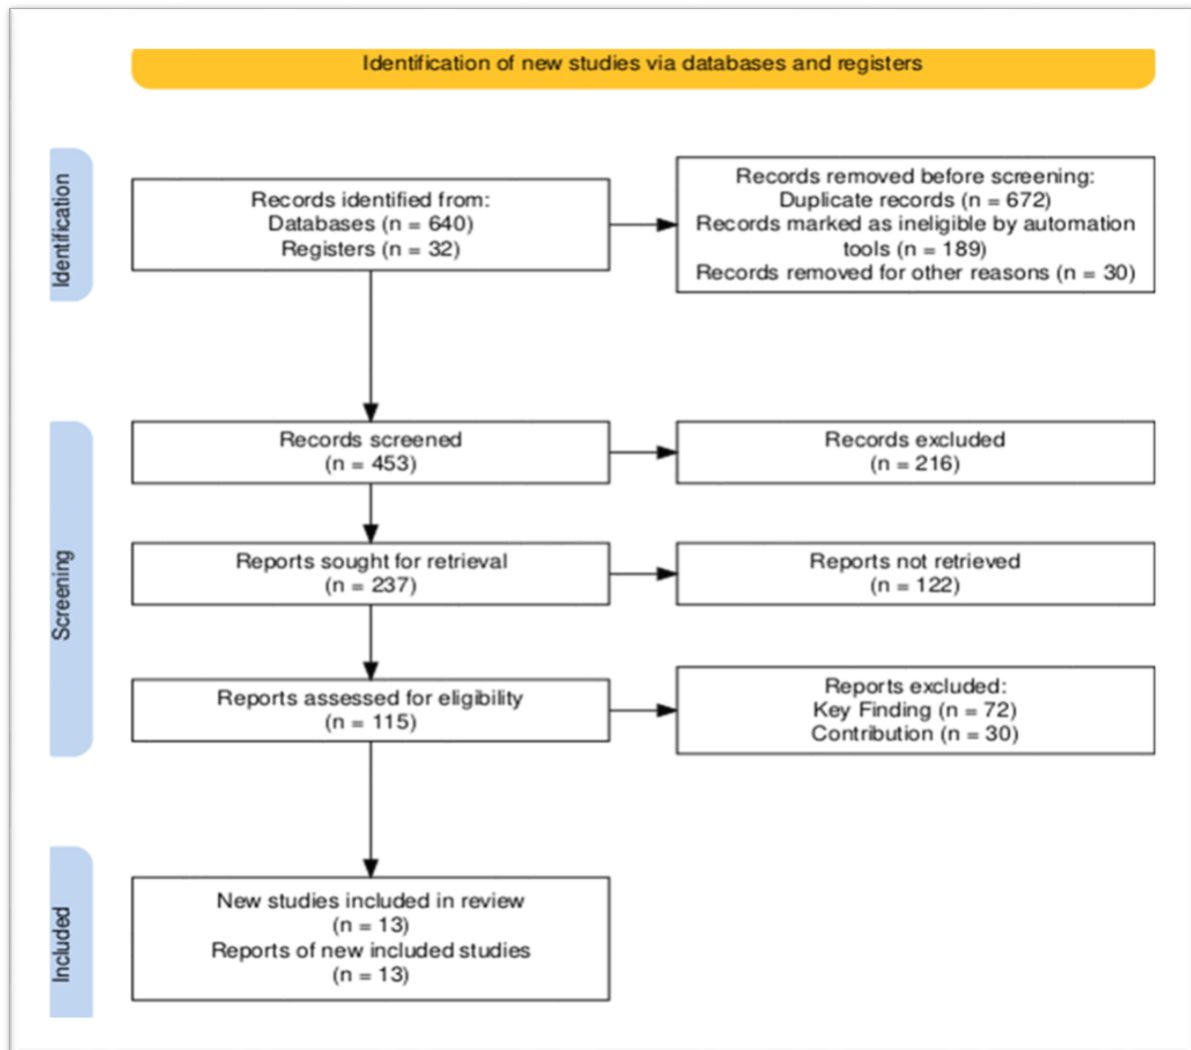 Identification of new studies via databases and registers
Identification
Records identified from:
Databases (n = 640)
Registers (n = 32)
Records removed before screening:
Duplicate records (n = 672)
Records marked as ineligible by automation
tools (n = 189)
Records removed for other reasons (n = 30)
Screening
Records screened
(n = 453)
Records excluded
(n = 216)
Reports sought for retrieval
(n = 237)
Reports not retrieved
(n = 122)
Reports assessed for eligibility
(n = 115)
Reports excluded:
Key Finding (n = 72)
Contribution (n = 30)
Included
New studies included in review
(n = 13)
Reports of new included studies
(n = 13)